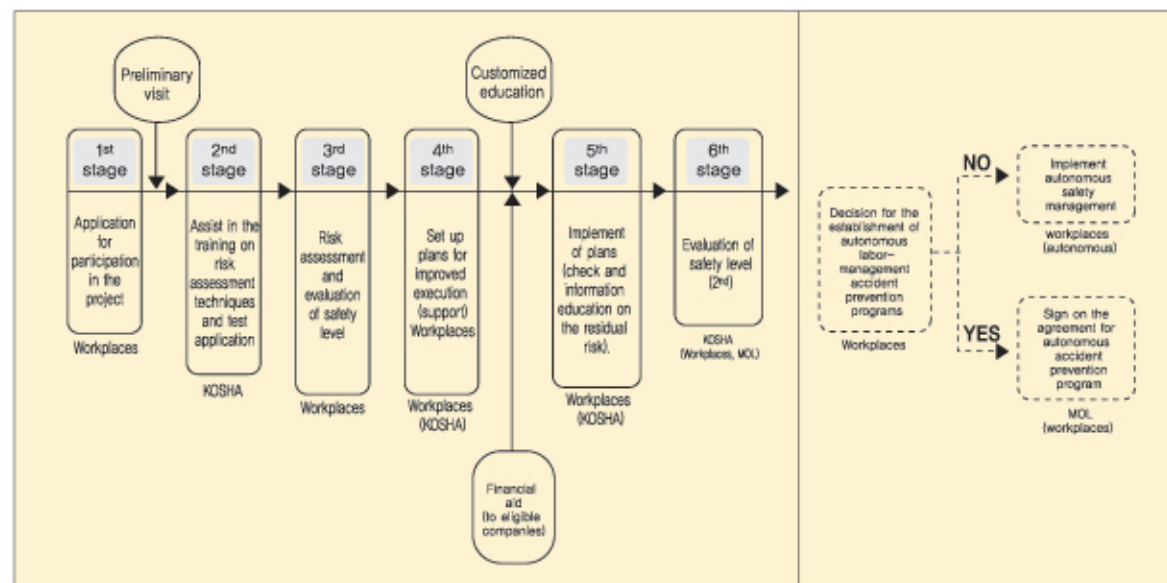 Preliminary
visit
Customized
education
1st
stage
Application
for
participation
in the
project
Workplaces
2nd
stage
Assist in the
training on
risk
assessment
techniques
and test
application
KOSHA
3rd
stage
Risk
assessment
and
evaluation
of safety
level
Workplaces
4th
stage
Set up
plans for
improved
execution
(support)
Workplaces
Workplaces
(KOSHA)
5th
stage
Implement
of plans
(check and
information
education on
the residual
risk).
Workplaces
(KOSHA)
6th
stage
Evaluation of
safety level
(2nd)
KOSHA
(Workplaces, MOL)
Financial
aid
(to eligible
companies)
Decision for the
establishment of
autonomous
labor-
management
accident
prevention
programs
Workplaces
NO
Implement
autonomous
safety
management
workplaces
(autonomous)
YES
Sign on the
agreement for
autonomous
accident
prevention
program
MOL
(workplaces)